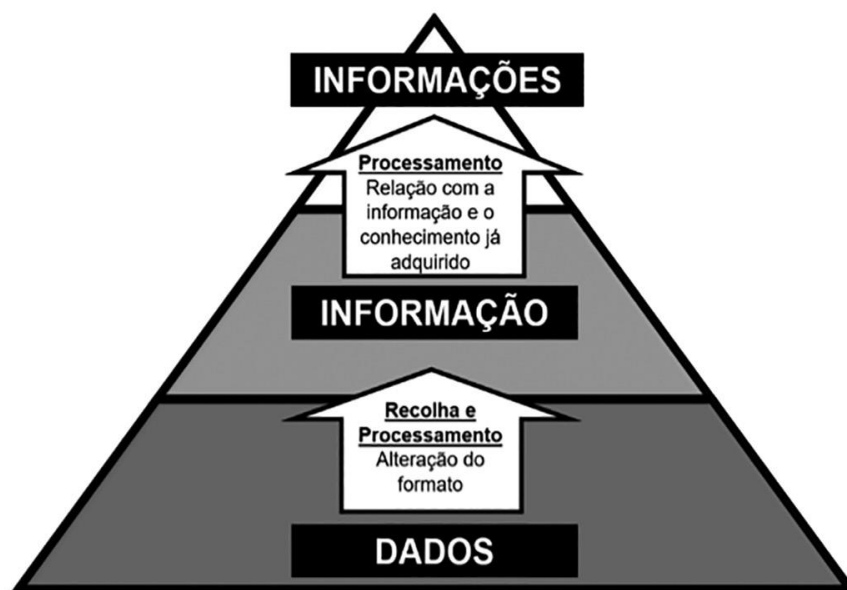 INFORMAÇÕES
Processamento
Relação com a
informação e o
conhecimento já
adquirido
INFORMAÇÃO
Recolha e
Processamento
Alteração do
formato
DADOS